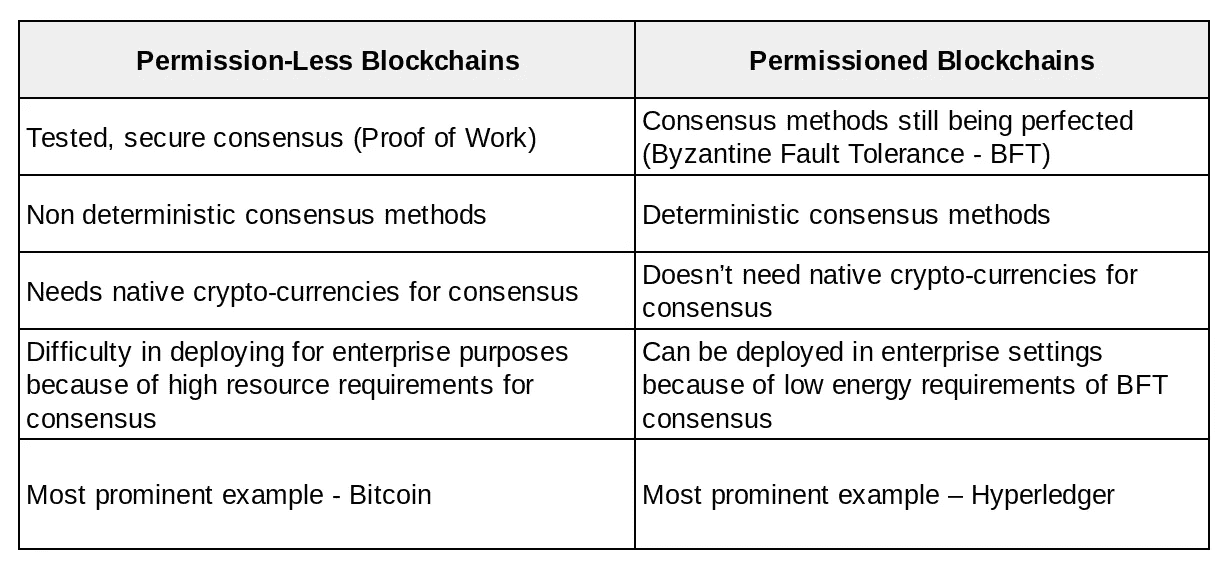 Permission-Less Blockchains
Permissioned Blockchains
Tested, secure consensus (Proof of Work)
Consensus methods still being perfected
(Byzantine Fault Tolerance - BFT)
Non deterministic consensus methods
Deterministic consensus methods
Needs native crypto-currencies for consensus
Doesn’t need native crypto-currencies for
consensus
Difficulty in deploying for enterprise purposes
because of high resource requirements for
consensus
Can be deployed in enterprise settings
because of low energy requirements of BFT
consensus
Most prominent example - Bitcoin
Most prominent example – Hyperledger